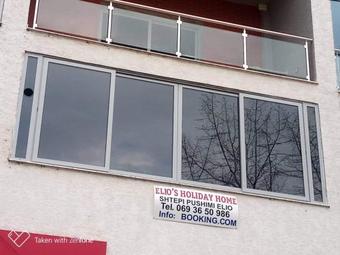 ELIO'S HOLIDAY HOME
SHTEPI PUSHIMI ELIO
Tel. 069 36 50 986
Info: BOOKING.COM
Taken with zenfone